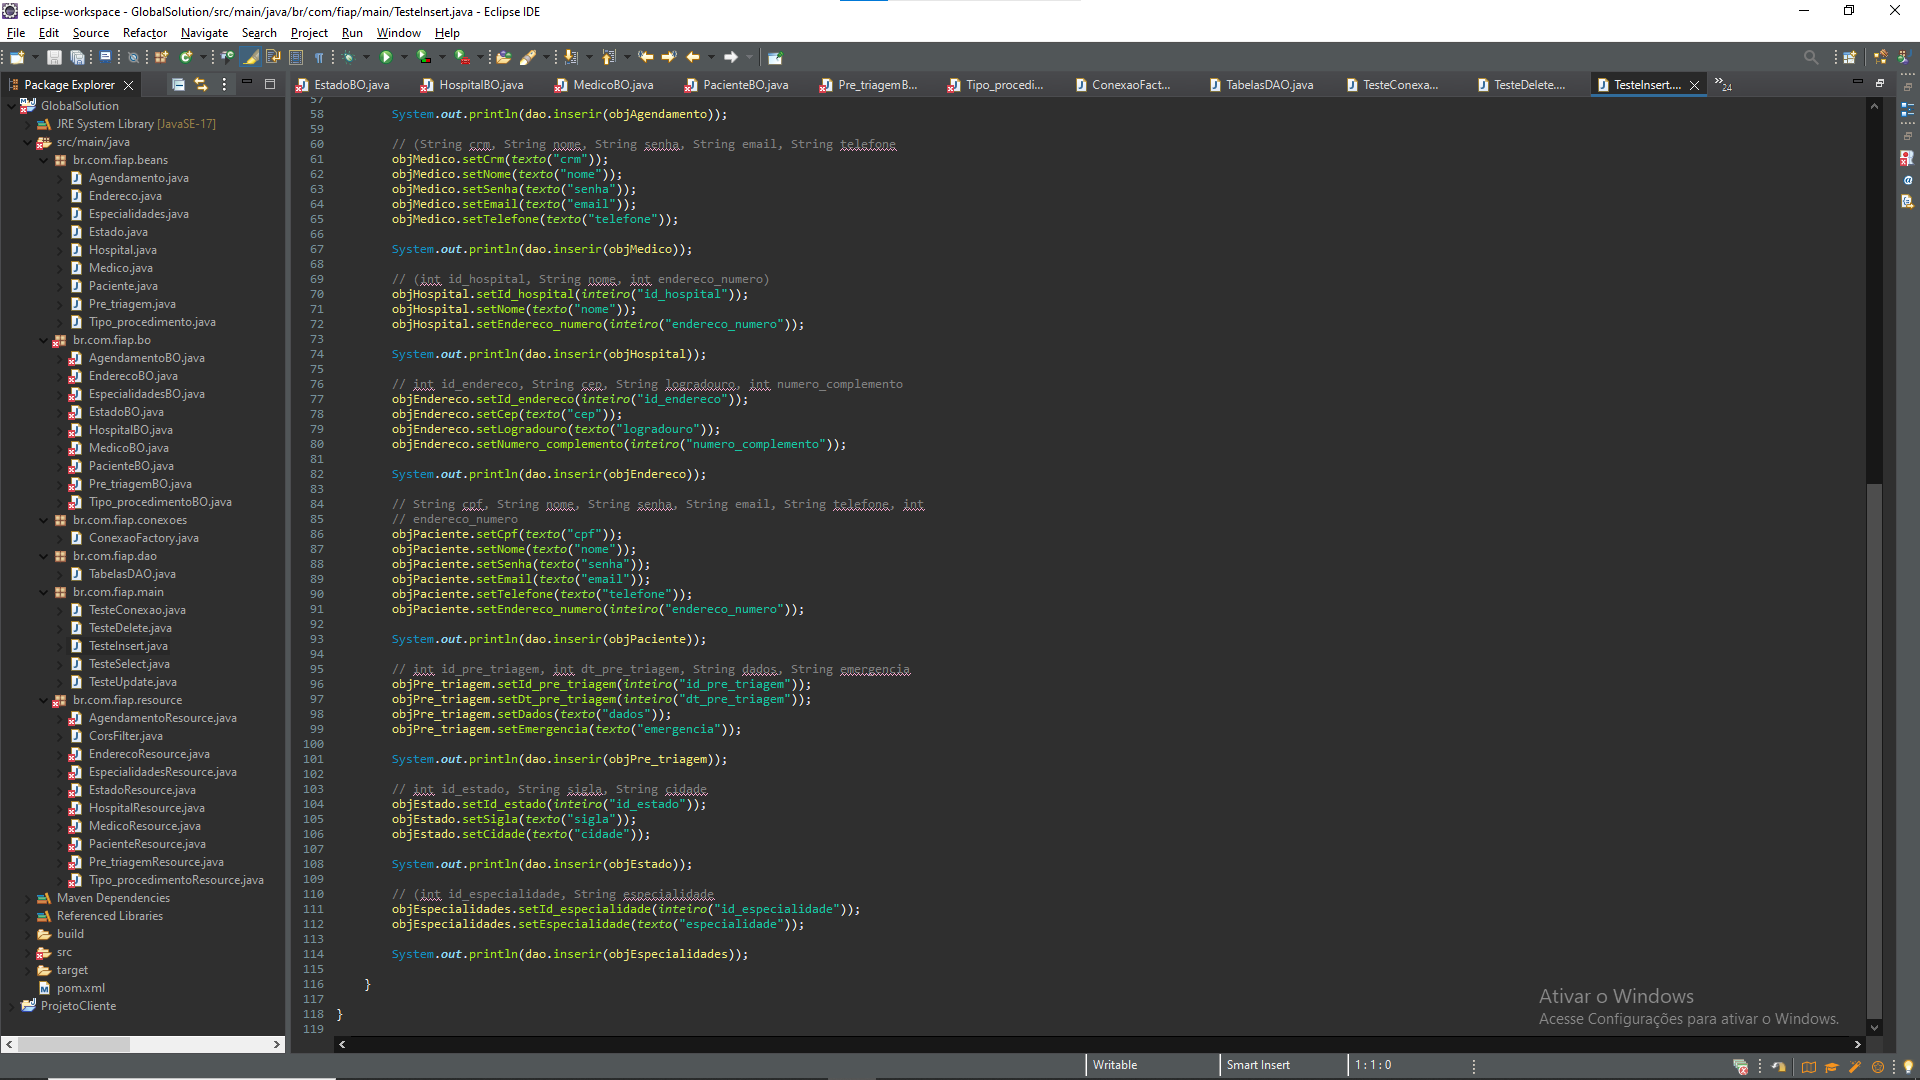 eclipse-workspace - GlobalSolution/src/main/java/br/com/fiap/main/TesteInsert.java - Eclipse IDE
File Edit Source Refactor Navigate Search Project Run Window Help
Package Explorer
EstadoBO.java HospitalBO.java MedicoBO.java PacienteBO.java Pre_triagemB... Tipo_procedi... ConexaoFact... TabelasDAO.java TesteConexa... TesteDelete.... TesteInsert.... »24
GlobalSolution
JRE System Library [JavaSE-17]
src/main/java
br.com.fiap.beans
Agendamento.java
Endereco.java
Especialidades.java
Estado.java
Hospital.java
Medico.java
Paciente.java
Pre_triagem.java
Tipo_procedimento.java
br.com.fiap.bo
AgendamentoBO.java
EnderecoBO.java
EspecialidadesBO.java
EstadoBO.java
HospitalBO.java
MedicoBO.java
PacienteBO.java
Pre_triagemBO.java
Tipo_procedimentoBO.java
br.com.fiap.conexoes
ConexaoFactory.java
br.com.fiap.dao
TabelasDAO.java
br.com.fiap.main
TesteConexao.java
TesteDelete.java
TesteInsert.java
TesteSelect.java
TesteUpdate.java
br.com.fiap.resource
AgendamentoResource.java
CorsFilter.java
EnderecoResource.java
EspecialidadesResource.java
EstadoResource.java
HospitalResource.java
MedicoResource.java
PacienteResource.java
Pre_triagemResource.java
Tipo_procedimentoResource.java
Maven Dependencies
Referenced Libraries
build
src
target
pom.xml
ProjetoCliente
57
58 System.out.println(dao.inserir(objAgendamento));
59
60 // (String crm, String nome, String senha, String email, String telefone
61 objMedico.setCrm(texto("crm"));
62 objMedico.setNome(texto("nome"));
63 objMedico.setSenha(texto("senha"));
64 objMedico.setEmail(texto("email"));
65 objMedico.setTelefone(texto("telefone"));
66
67 System.out.println(dao.inserir(objMedico));
68
69 // (int id_hospital, String nome, int endereco_numero)
70 objHospital.setId_hospital(inteiro("id_hospital"));
71 objHospital.setNome(texto("nome"));
72 objHospital.setEndereco_numero(inteiro("endereco_numero"));
73
74 System.out.println(dao.inserir(objHospital));
75
76 // int id_endereco, String cep, String logradouro, int numero_complemento
77 objEndereco.setId_endereco(inteiro("id_endereco"));
78 objEndereco.setCep(texto("cep"));
79 objEndereco.setLogradouro(texto("logradouro"));
80 objEndereco.setNumero_complemento(inteiro("numero_complemento"));
81
82 System.out.println(dao.inserir(objEndereco));
83
84 // String cpf, String nome, String senha, String email, String telefone, int
85 // endereco_numero
86 objPaciente.setCpf(texto("cpf"));
87 objPaciente.setNome(texto("nome"));
88 objPaciente.setSenha(texto("senha"));
89 objPaciente.setEmail(texto("email"));
90 objPaciente.setTelefone(texto("telefone"));
91 objPaciente.setEndereco_numero(inteiro("endereco_numero"));
92
93 System.out.println(dao.inserir(objPaciente));
94
95 // int id_pre_triagem, int dt_pre_triagem, String dados, String emergencia
96 objPre_triagem.setId_pre_triagem(inteiro("id_pre_triagem"));
97 objPre_triagem.setDt_pre_triagem(inteiro("dt_pre_triagem"));
98 objPre_triagem.setDados(texto("dados"));
99 objPre_triagem.setEmergencia(texto("emergencia"));
100
101 System.out.println(dao.inserir(objPre_triagem));
102
103 // int id_estado, String sigla, String cidade
104 objEstado.setId_estado(inteiro("id_estado"));
105 objEstado.setSigla(texto("sigla"));
106 objEstado.setCidade(texto("cidade"));
107
108 System.out.println(dao.inserir(objEstado));
109
110 // (int id_especialidade, String especialidade
111 objEspecialidades.setId_especialidade(inteiro("id_especialidade"));
112 objEspecialidades.setEspecialidade(texto("especialidade"));
113
114 System.out.println(dao.inserir(objEspecialidades));
115
116 }
117
118 }
119
Ativar o Windows
Acesse Configurações para ativar o Windows.
Writable Smart Insert 1 : 1 : 0